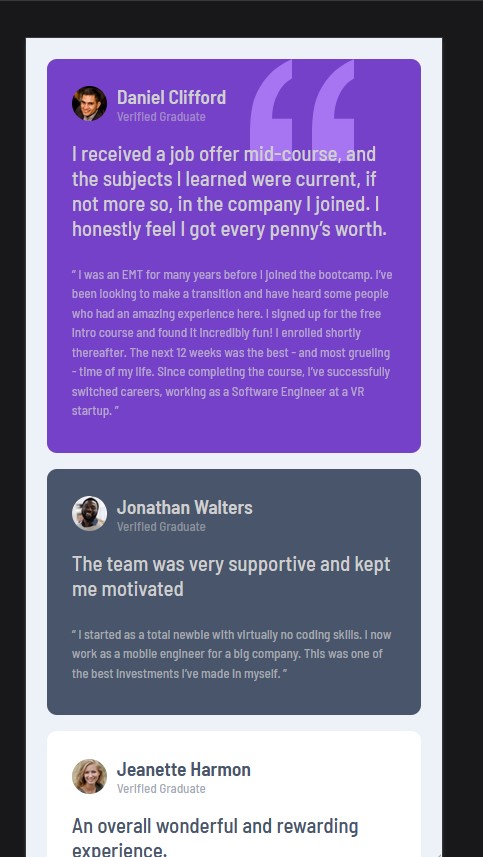 Daniel Clifford
Verified Graduate
I received a job offer mid-course, and
the subjects I learned were current, if
not more so, in the company I joined. I
honestly feel I got every penny’s worth.
“ I was an EMT for many years before I joined the bootcamp. I’ve
been looking to make a transition and have heard some people
who had an amazing experience here. I signed up for the free
intro course and found it incredibly fun! I enrolled shortly
thereafter. The next 12 weeks was the best - and most grueling
- time of my life. Since completing the course, I’ve successfully
switched careers, working as a Software Engineer at a VR
startup. ”
Jonathan Walters
Verified Graduate
The team was very supportive and kept
me motivated
“ I started as a total newbie with virtually no coding skills. I now
work as a mobile engineer for a big company. This was one of
the best investments I’ve made in myself. ”
Jeanette Harmon
Verified Graduate
An overall wonderful and rewarding
experience.